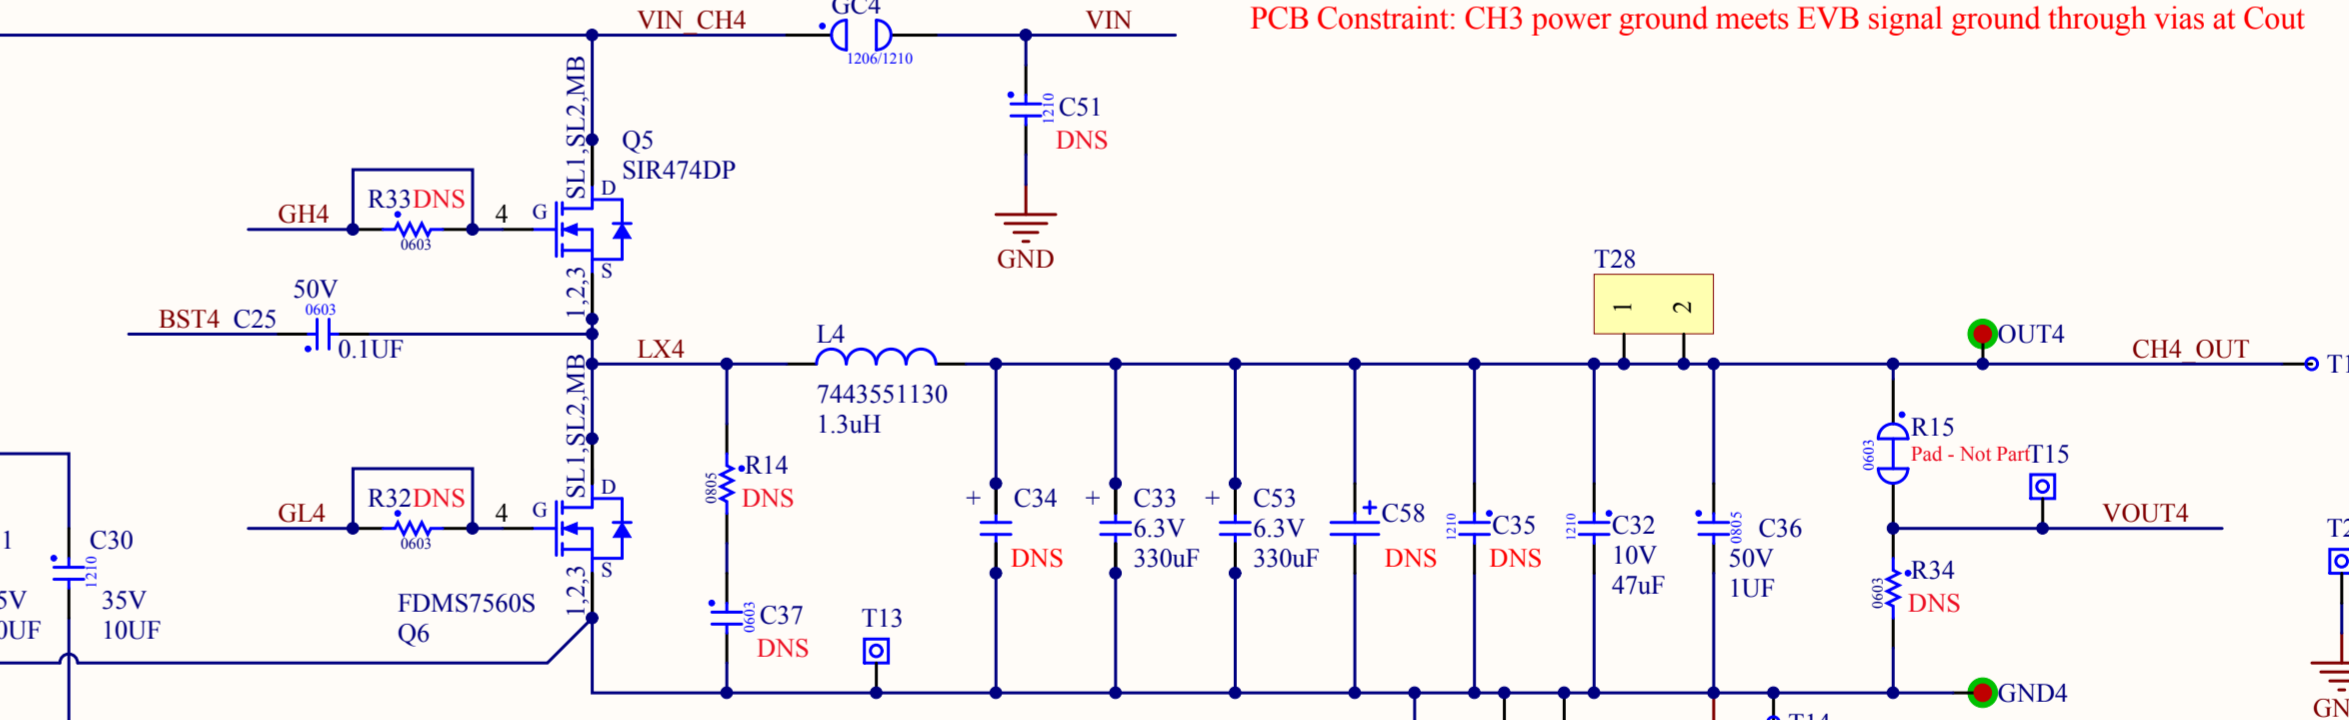 GC4
VIN_CH4
VIN
1206/1210
PCB Constraint: CH3 power ground meets EVB signal ground through vias at Cout
SL1,SL2,MB
1210
C51
DNS
Q5
SIR474DP
D
R33DNS
GH4
4
G
0603
S
GND
1,2,3
50V
0603
BST4
C25
0.1UF
T28
1
2
LX4
L4
7443551130
1.3uH
OUT4
CH4_OUT
SL1,SL2,MB
R15
0603
Pad - Not Part
T15
R14
0805
DNS
D
R32DNS
GL4
4
G
0603
S
+
C34
DNS
+
C33
6.3V
330uF
+
C53
6.3V
330uF
+
C58
DNS
1210
C35
DNS
1210
C32
10V
47uF
0805
C36
50V
1UF
VOUT4
1
C30
1210
35V
10UF
1,2,3
FDMS7560S
Q6
0603
C37
DNS
T13
R34
0603
DNS
GND4